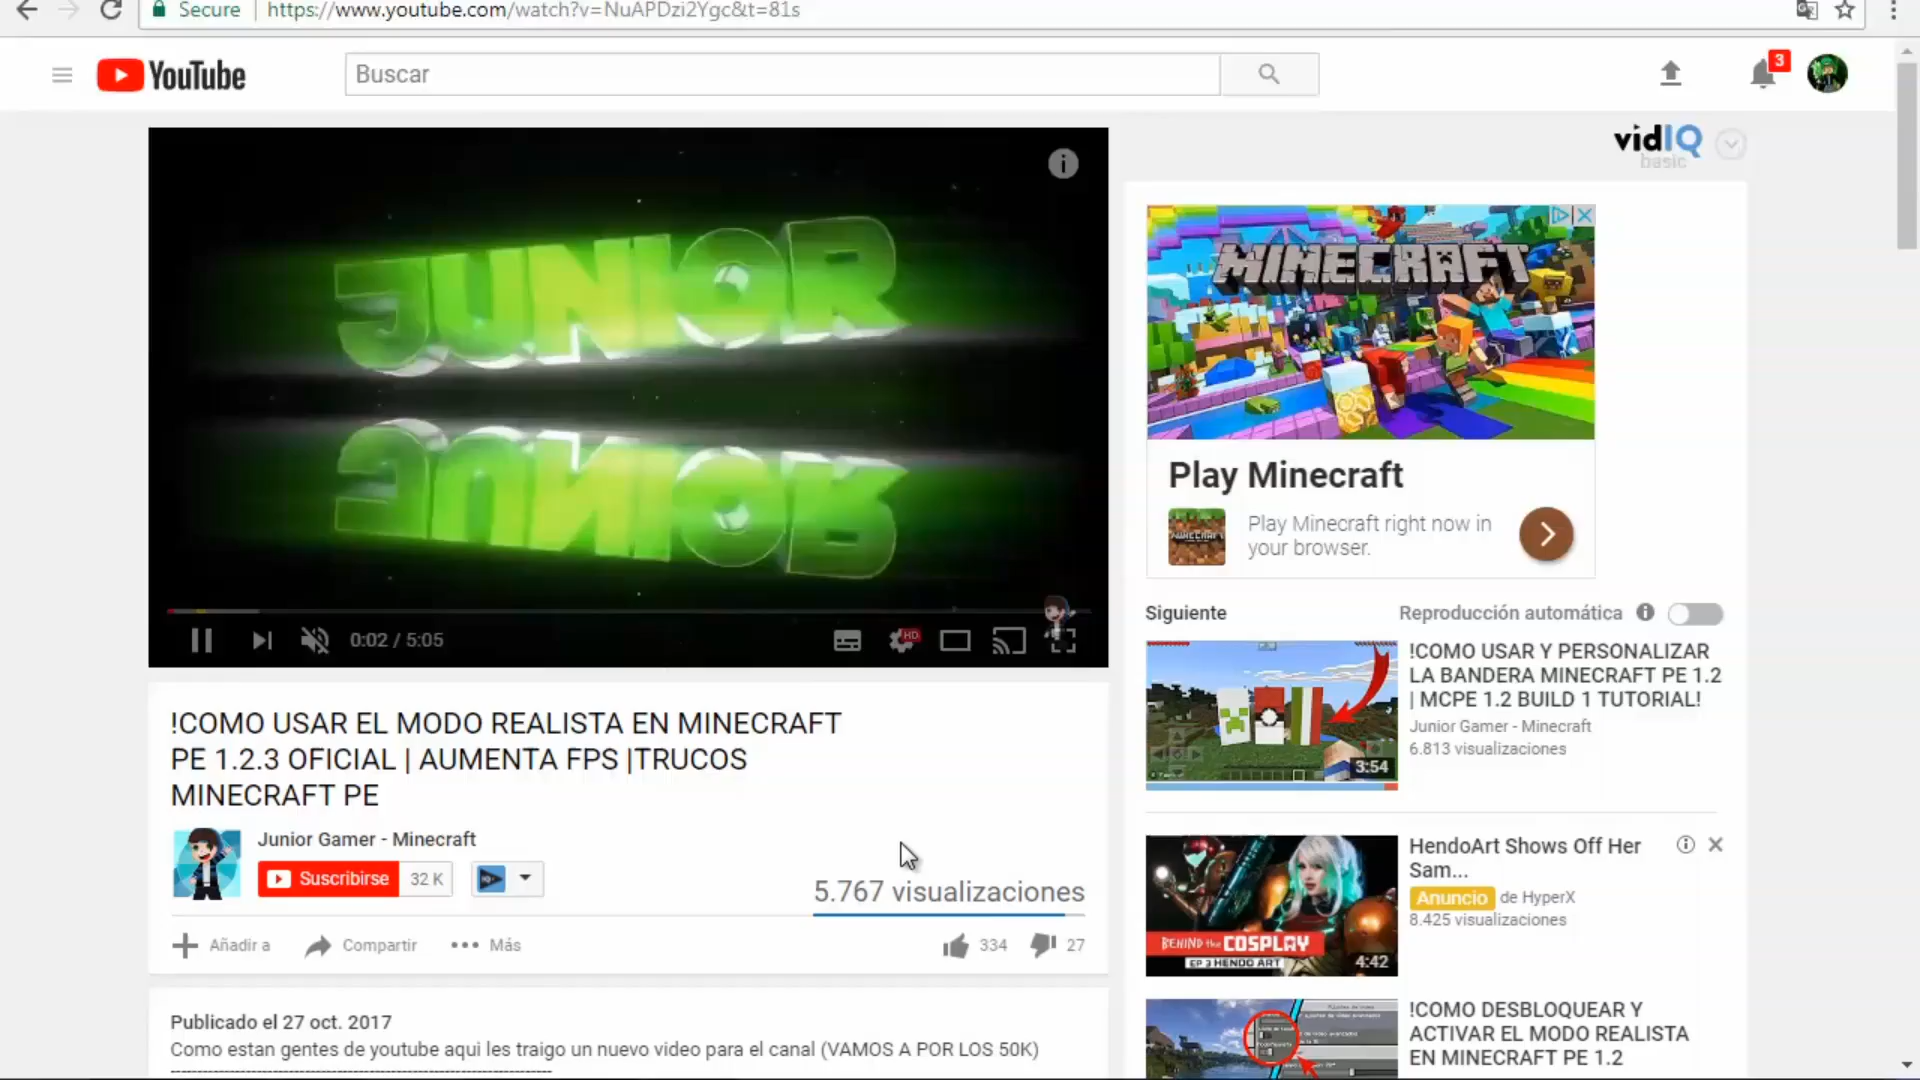 Secure https://www.youtube.com/watch?v=NuAPDzi2Ygc&t=81s
YouTube
Buscar
3
vidIQ
basic
JUNIOR
MINECRAFT
Play Minecraft
Play Minecraft right now in
your browser.
0:02 / 5:05
HD
Siguiente
Reproducción automática
3:54
!COMO USAR Y PERSONALIZAR
LA BANDERA MINECRAFT PE 1.2
| MCPE 1.2 BUILD 1 TUTORIAL!
Junior Gamer - Minecraft
6.813 visualizaciones
!COMO USAR EL MODO REALISTA EN MINECRAFT
PE 1.2.3 OFICIAL | AUMENTA FPS |TRUCOS
MINECRAFT PE
Junior Gamer - Minecraft
Suscribirse 32 K
5.767 visualizaciones
Añadir a
Compartir
Más
334
27
BEHIND the COSPLAY
EP 3 HENDO ART
4:42
HendoArt Shows Off Her
Sam...
Anuncio de HyperX
8.425 visualizaciones
Publicado el 27 oct. 2017
Como estan gentes de youtube aqui les traigo un nuevo video para el canal (VAMOS A POR LOS 50K)
!COMO DESBLOQUEAR Y
ACTIVAR EL MODO REALISTA
EN MINECRAFT PE 1.2